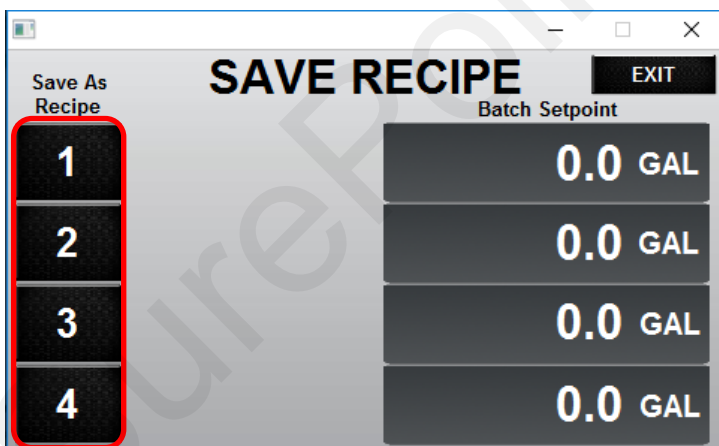 SAVE RECIPE
EXIT
Save As
Recipe
Batch Setpoint
1
0.0 GAL
2
0.0 GAL
3
0.0 GAL
4
0.0 GAL